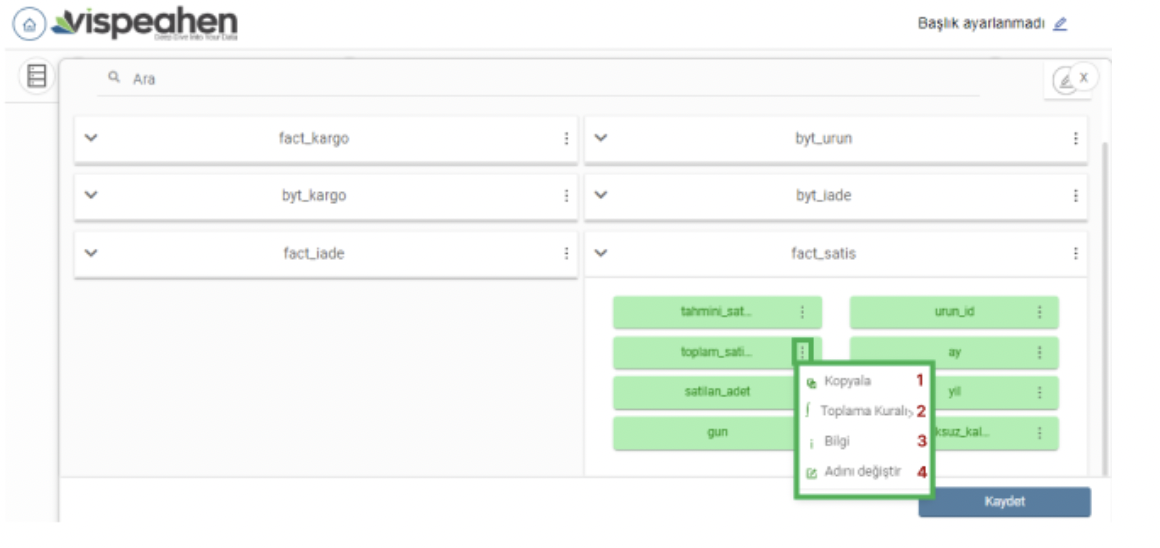 vispeahen
Deep Dive Into Your Data
Başlık ayarlanmadı
Ara
x
fact_kargo
byt_urun
byt_kargo
byt_iade
fact_iade
fact_satis
tahmini_sat...
urun_id
toplam_sati...
ay
Kopyala 1
satilan_adet
yil
Toplama Kuralı> 2
gun
ksuz_kal...
Bilgi 3
Adını değiştir 4
Kaydet